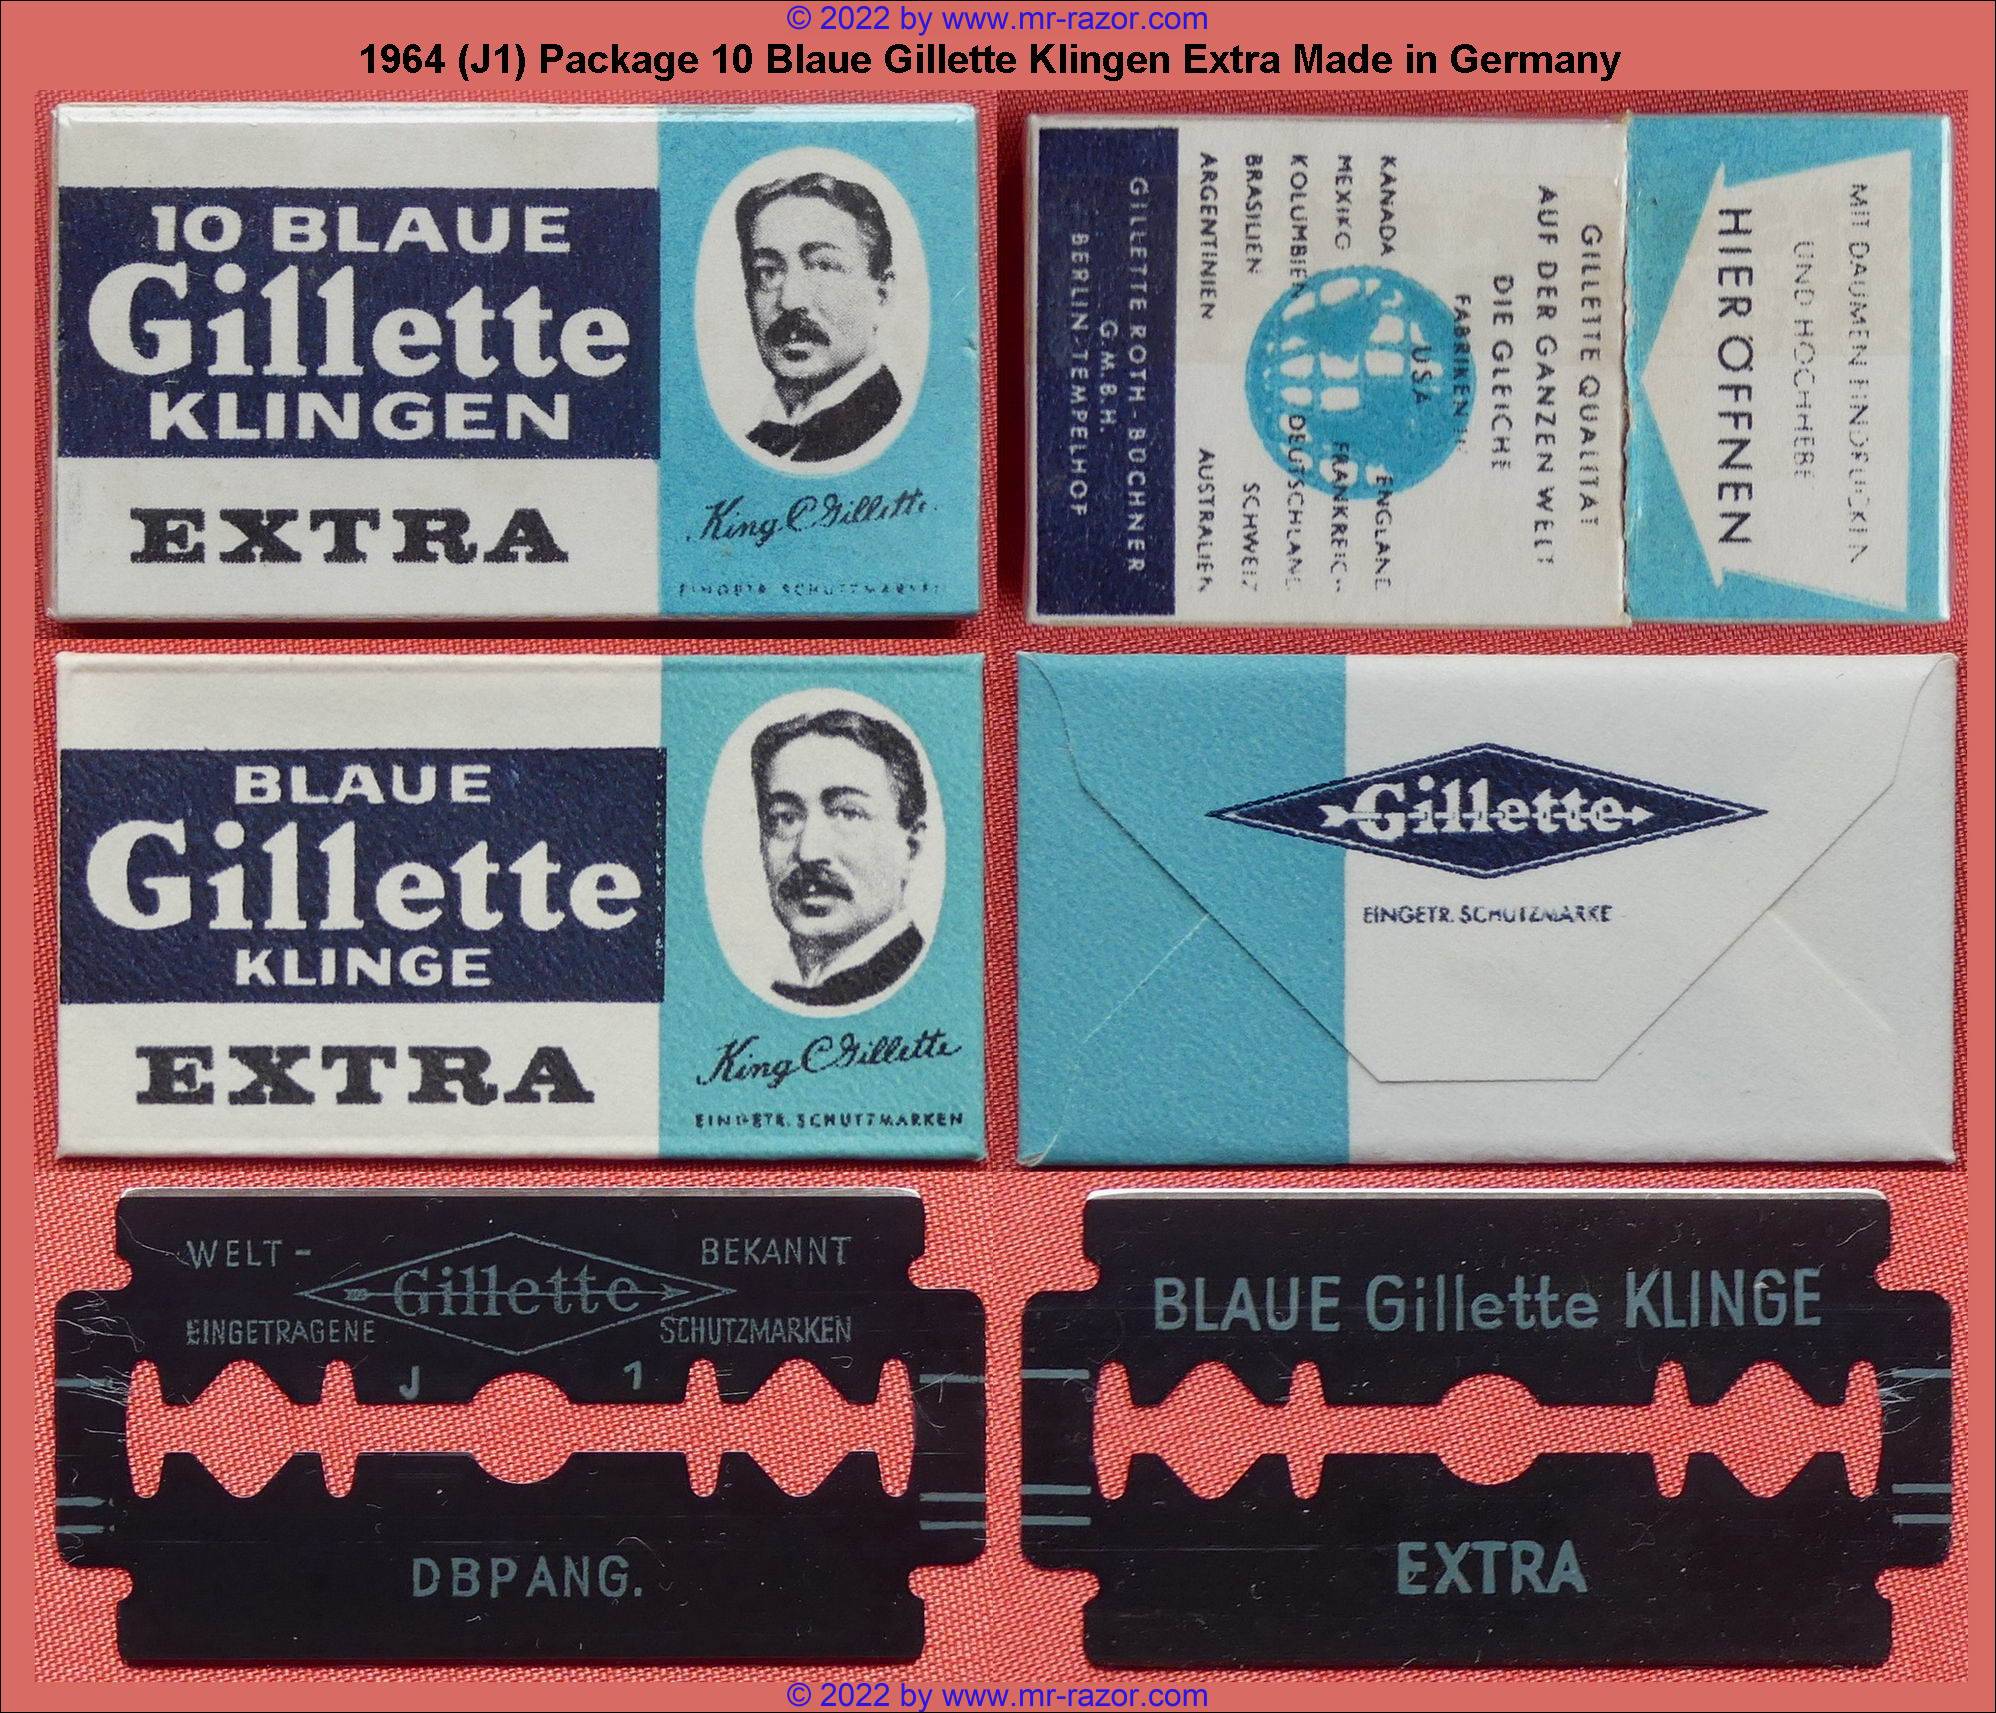 © 2022 by www.mr-razor.com
1964 (J1) Package 10 Blaue Gillette Klingen Extra Made in Germany
10 BLAUE
Gillette
KLINGEN
EXTRA
King C Gillette
EINGETR. SCHUTZMARKEN
MIT DAUMEN EINDRÜCKEN
UND HOCHHEBEN
HIER ÖFFNEN
GILLETTE QUALITÄT
AUF DER GANZEN WELT
DIE GLEICHE
FABRIKEN IN
USA
KANADA ENGLAND
MEXIKO FRANKREICH
KOLUMBIEN DEUTSCHLAND
BRASILIEN SCHWEIZ
ARGENTINIEN AUSTRALIEN
GILLETTE ROTH-BÜCHNER
G.M.B.H.
BERLIN-TEMPELHOF
BLAUE
Gillette
KLINGE
EXTRA
King C Gillette
EINGETR. SCHUTZMARKEN
Gillette
EINGETR. SCHUTZMARKE
WELT- BEKANNT
Gillette
EINGETRAGENE SCHUTZMARKEN
J 1
DBPANG.
BLAUE Gillette KLINGE
EXTRA
© 2022 by www.mr-razor.com